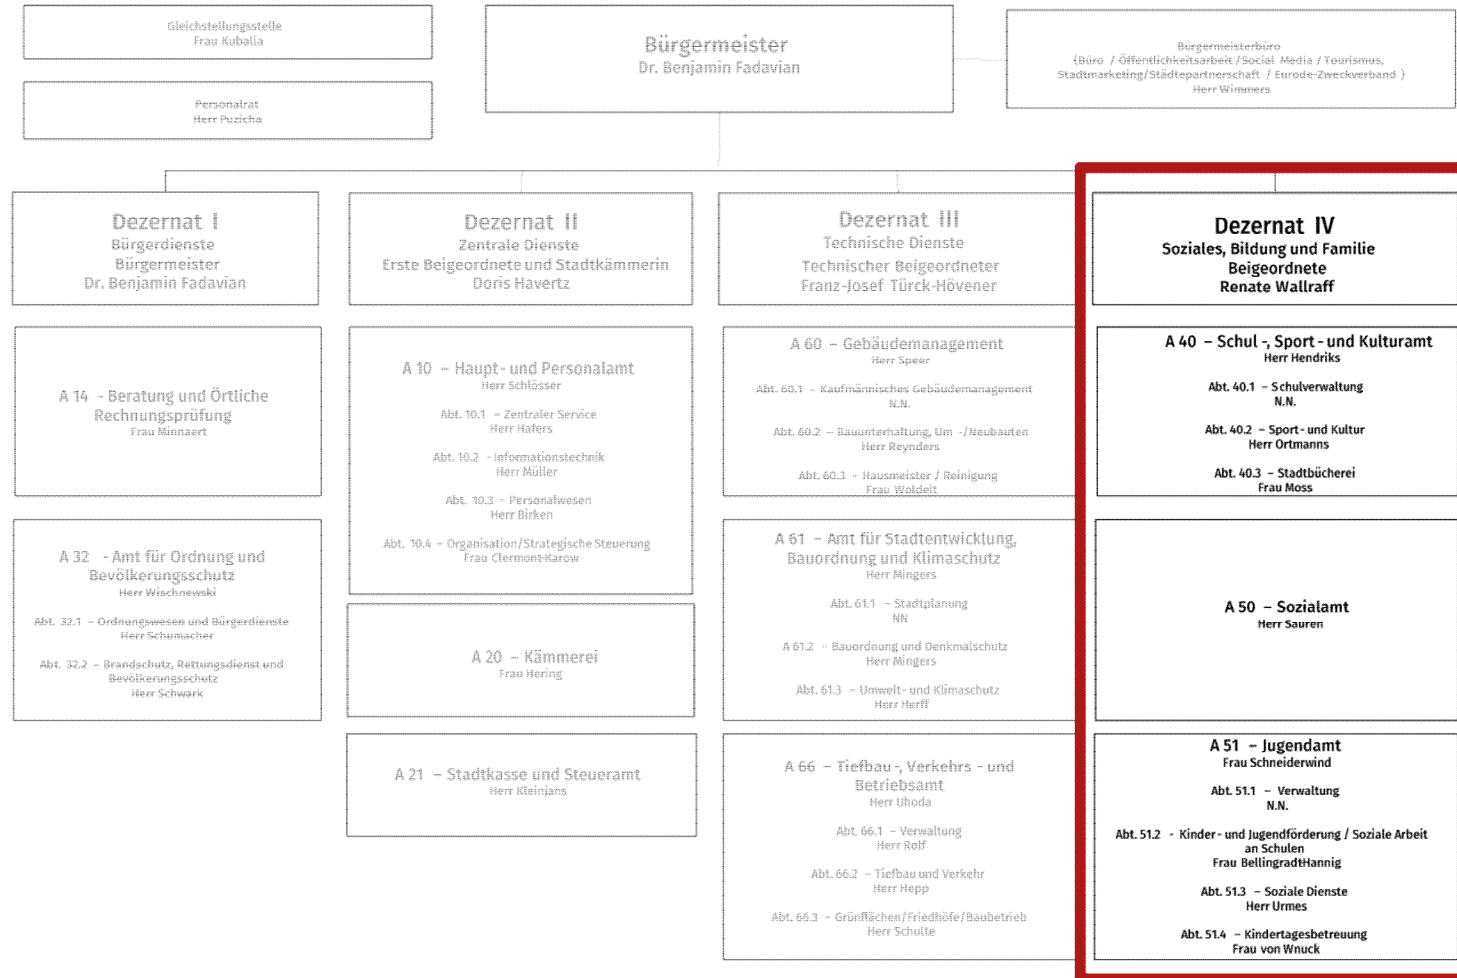 Gleichstellungsstelle
Frau Kuballa
Personalrat
Herr Puzicha
Bürgermeister
Dr. Benjamin Fadavian
Bürgermeisterbüro
(Büro / Öffentlichkeitsarbeit /Social Media / Tourismus,
Stadtmarketing/Städtepartnerschaft / Eurode-Zweckverband )
Herr Wimmers
Dezernat I
Bürgerdienste
Bürgermeister
Dr. Benjamin Fadavian
A 14 - Beratung und Örtliche
Rechnungsprüfung
Frau Minnaert
A 32 - Amt für Ordnung und
Bevölkerungsschutz
Herr Wischnewski
Abt. 32.1 – Ordnungswesen und Bürgerdienste
Herr Schumacher
Abt. 32.2 – Brandschutz, Rettungsdienst und
Bevölkerungsschutz
Herr Schwark
Dezernat II
Zentrale Dienste
Erste Beigeordnete und Stadtkämmerin
Doris Havertz
A 10 – Haupt- und Personalamt
Herr Schlösser
Abt. 10.1 – Zentraler Service
Herr Hafers
Abt. 10.2 - Informationstechnik
Herr Müller
Abt. 10.3 – Personalwesen
Herr Birken
Abt. 10.4 – Organisation/Strategische Steuerung
Frau Clermont-Karow
A 20 – Kämmerei
Frau Hering
A 21 – Stadtkasse und Steueramt
Herr Kleinjans
Dezernat III
Technische Dienste
Technischer Beigeordneter
Franz-Josef Türck-Hövener
A 60 – Gebäudemanagement
Herr Speer
Abt. 60.1 – Kaufmännisches Gebäudemanagement
N.N.
Abt. 60.2 – Bauunterhaltung, Um -/Neubauten
Herr Reynders
Abt. 60.3 – Hausmeister / Reinigung
Frau Woldeit
A 61 – Amt für Stadtentwicklung,
Bauordnung und Klimaschutz
Herr Mingers
Abt. 61.1 – Stadtplanung
NN
A 61.2 – Bauordnung und Denkmalschutz
Herr Mingers
Abt. 61.3 – Umwelt- und Klimaschutz
Herr Herff
A 66 – Tiefbau -, Verkehrs - und
Betriebsamt
Herr Uhoda
Abt. 66.1 – Verwaltung
Herr Rolf
Abt. 66.2 – Tiefbau und Verkehr
Herr Hepp
Abt. 66.3 – Grünflächen/Friedhöfe/Baubetrieb
Herr Schulte
Dezernat IV
Soziales, Bildung und Familie
Beigeordnete
Renate Wallraff
A 40 – Schul -, Sport - und Kulturamt
Herr Hendriks
Abt. 40.1 – Schulverwaltung
N.N.
Abt. 40.2 – Sport - und Kultur
Herr Ortmanns
Abt. 40.3 – Stadtbücherei
Frau Moss
A 50 – Sozialamt
Herr Sauren
A 51 – Jugendamt
Frau Schneiderwind
Abt. 51.1 – Verwaltung
N.N.
Abt. 51.2 - Kinder - und Jugendförderung / Soziale Arbeit
an Schulen
Frau BellingradtHannig
Abt. 51.3 – Soziale Dienste
Herr Urmes
Abt. 51.4 – Kindertagesbetreuung
Frau von Wnuck